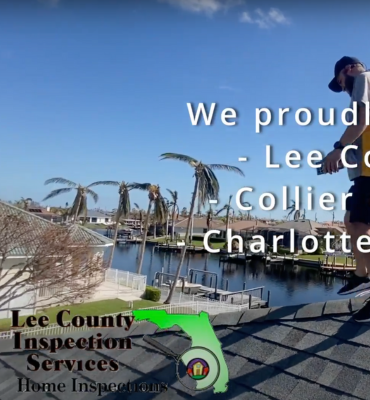 We proudl
- Lee Co
- Collier
- Charlotte
Lee County
Inspection
Services
Home Inspections